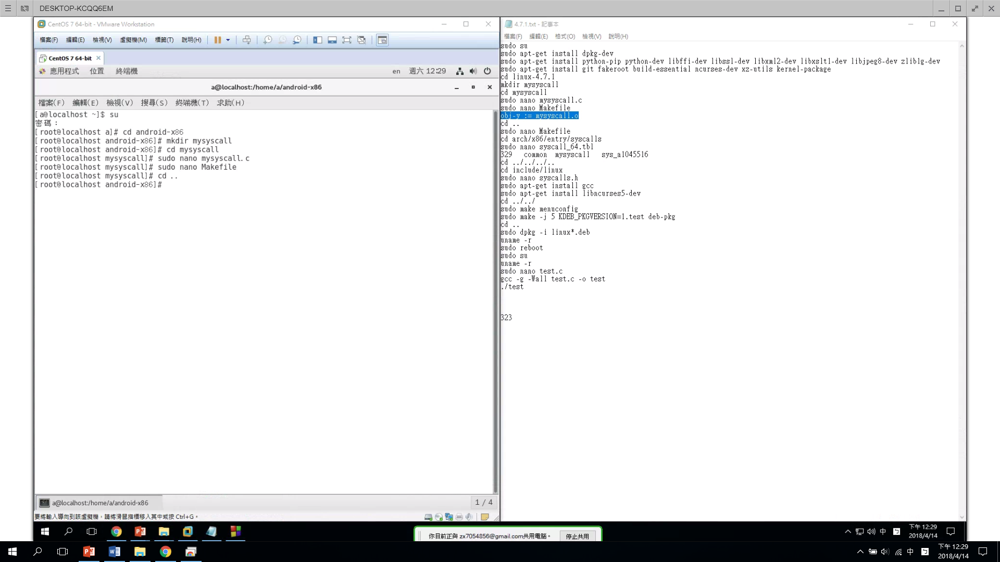 DESKTOP-KCQQ6EM
CentOS 7 64-bit - VMware Workstation
檔案(F) 編輯(E) 檢視(V) 虛擬機(M) 標籤(T) 說明(H)
CentOS 7 64-bit
應用程式 位置 終端機 en 週六 12:29
a@localhost:/home/a/android-x86
檔案(F) 編輯(E) 檢視(V) 搜尋(S) 終端機(T) 求助(H)
[a@localhost ~]$ su
密碼：
[root@localhost a]# cd android-x86
[root@localhost android-x86]# mkdir mysyscall
[root@localhost android-x86]# cd mysyscall
[root@localhost mysyscall]# sudo nano mysyscall.c
[root@localhost mysyscall]# sudo nano Makefile
[root@localhost mysyscall]# cd ..
[root@localhost android-x86]#
a@localhost:/home/a/android-x86
1 / 4
要將輸入導向到該虛擬機，請將滑鼠指標移入其中或按 Ctrl+G。
4.7.1.txt - 記事本
檔案(F) 編輯(E) 格式(O) 檢視(V) 說明(H)
sudo su
sudo apt-get install dpkg-dev
sudo apt-get install python-pip python-dev libffi-dev libssl-dev libxml2-dev libxslt1-dev libjpeg8-dev zlib1g-dev
sudo apt-get install git fakeroot build-essential ncurses-dev xz-utils kernel-package
cd linux-4.7.1
mkdir mysyscall
cd mysyscall
sudo nano mysyscall.c
sudo nano Makefile
obj-y := mysyscall.o
cd ..
sudo nano Makefile
cd arch/x86/entry/syscalls
sudo nano syscall_64.tbl
329 common mysyscall sys_a1045516
cd ../../../..
cd include/linux
sudo nano syscalls.h
sudo apt-get install gcc
sudo apt-get install libncurses5-dev
cd ../../
sudo make menuconfig
sudo make -j 5 KDEB_PKGVERSION=1.test deb-pkg
cd ..
sudo dpkg -i linux*.deb
uname -r
sudo reboot
sudo su
uname -r
sudo nano test.c
gcc -g -Wall test.c -o test
./test
323
你目前正與 zx7054856@gmail.com共用電腦。 停止共用
中
下午 12:29
2018/4/14
中
下午 12:29
2018/4/14